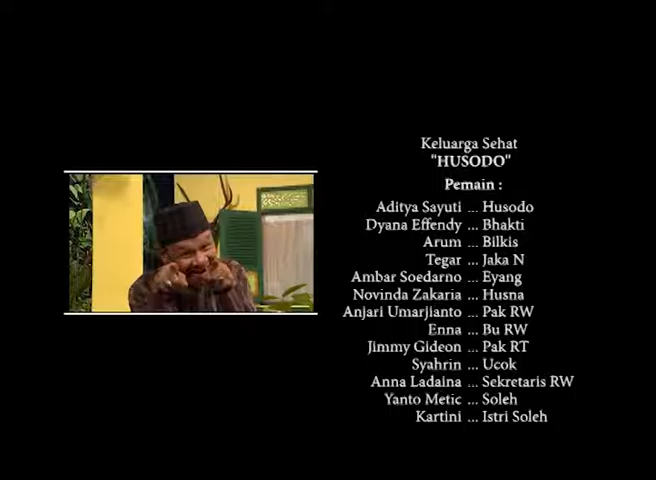 Keluarga Sehat
"HUSODO"
Pemain :
Aditya Sayuti ... Husodo
Dyana Effendy ... Bhakti
Arum ... Bilkis
Tegar ... Jaka N
Ambar Soedarno ... Eyang
Novinda Zakaria ... Husna
Anjari Umarjianto ... Pak RW
Enna ... Bu RW
Jimmy Gideon ... Pak RT
Syahrin ... Ucok
Anna Ladaina ... Sekretaris RW
Yanto Metic ... Soleh
Kartini ... Istri Soleh